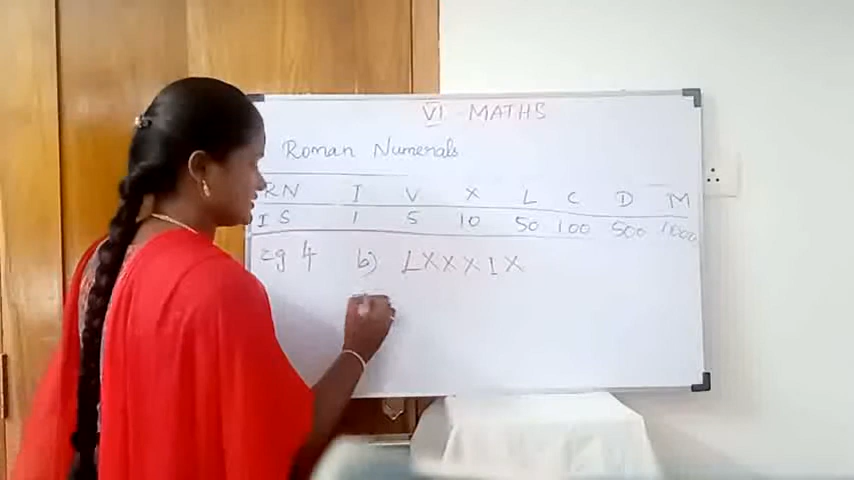 VI - MATHS
Roman Numerals
RN I V X L C D M
IS 1 5 10 50 100 500 1000
eg 4 b) LXXXIX